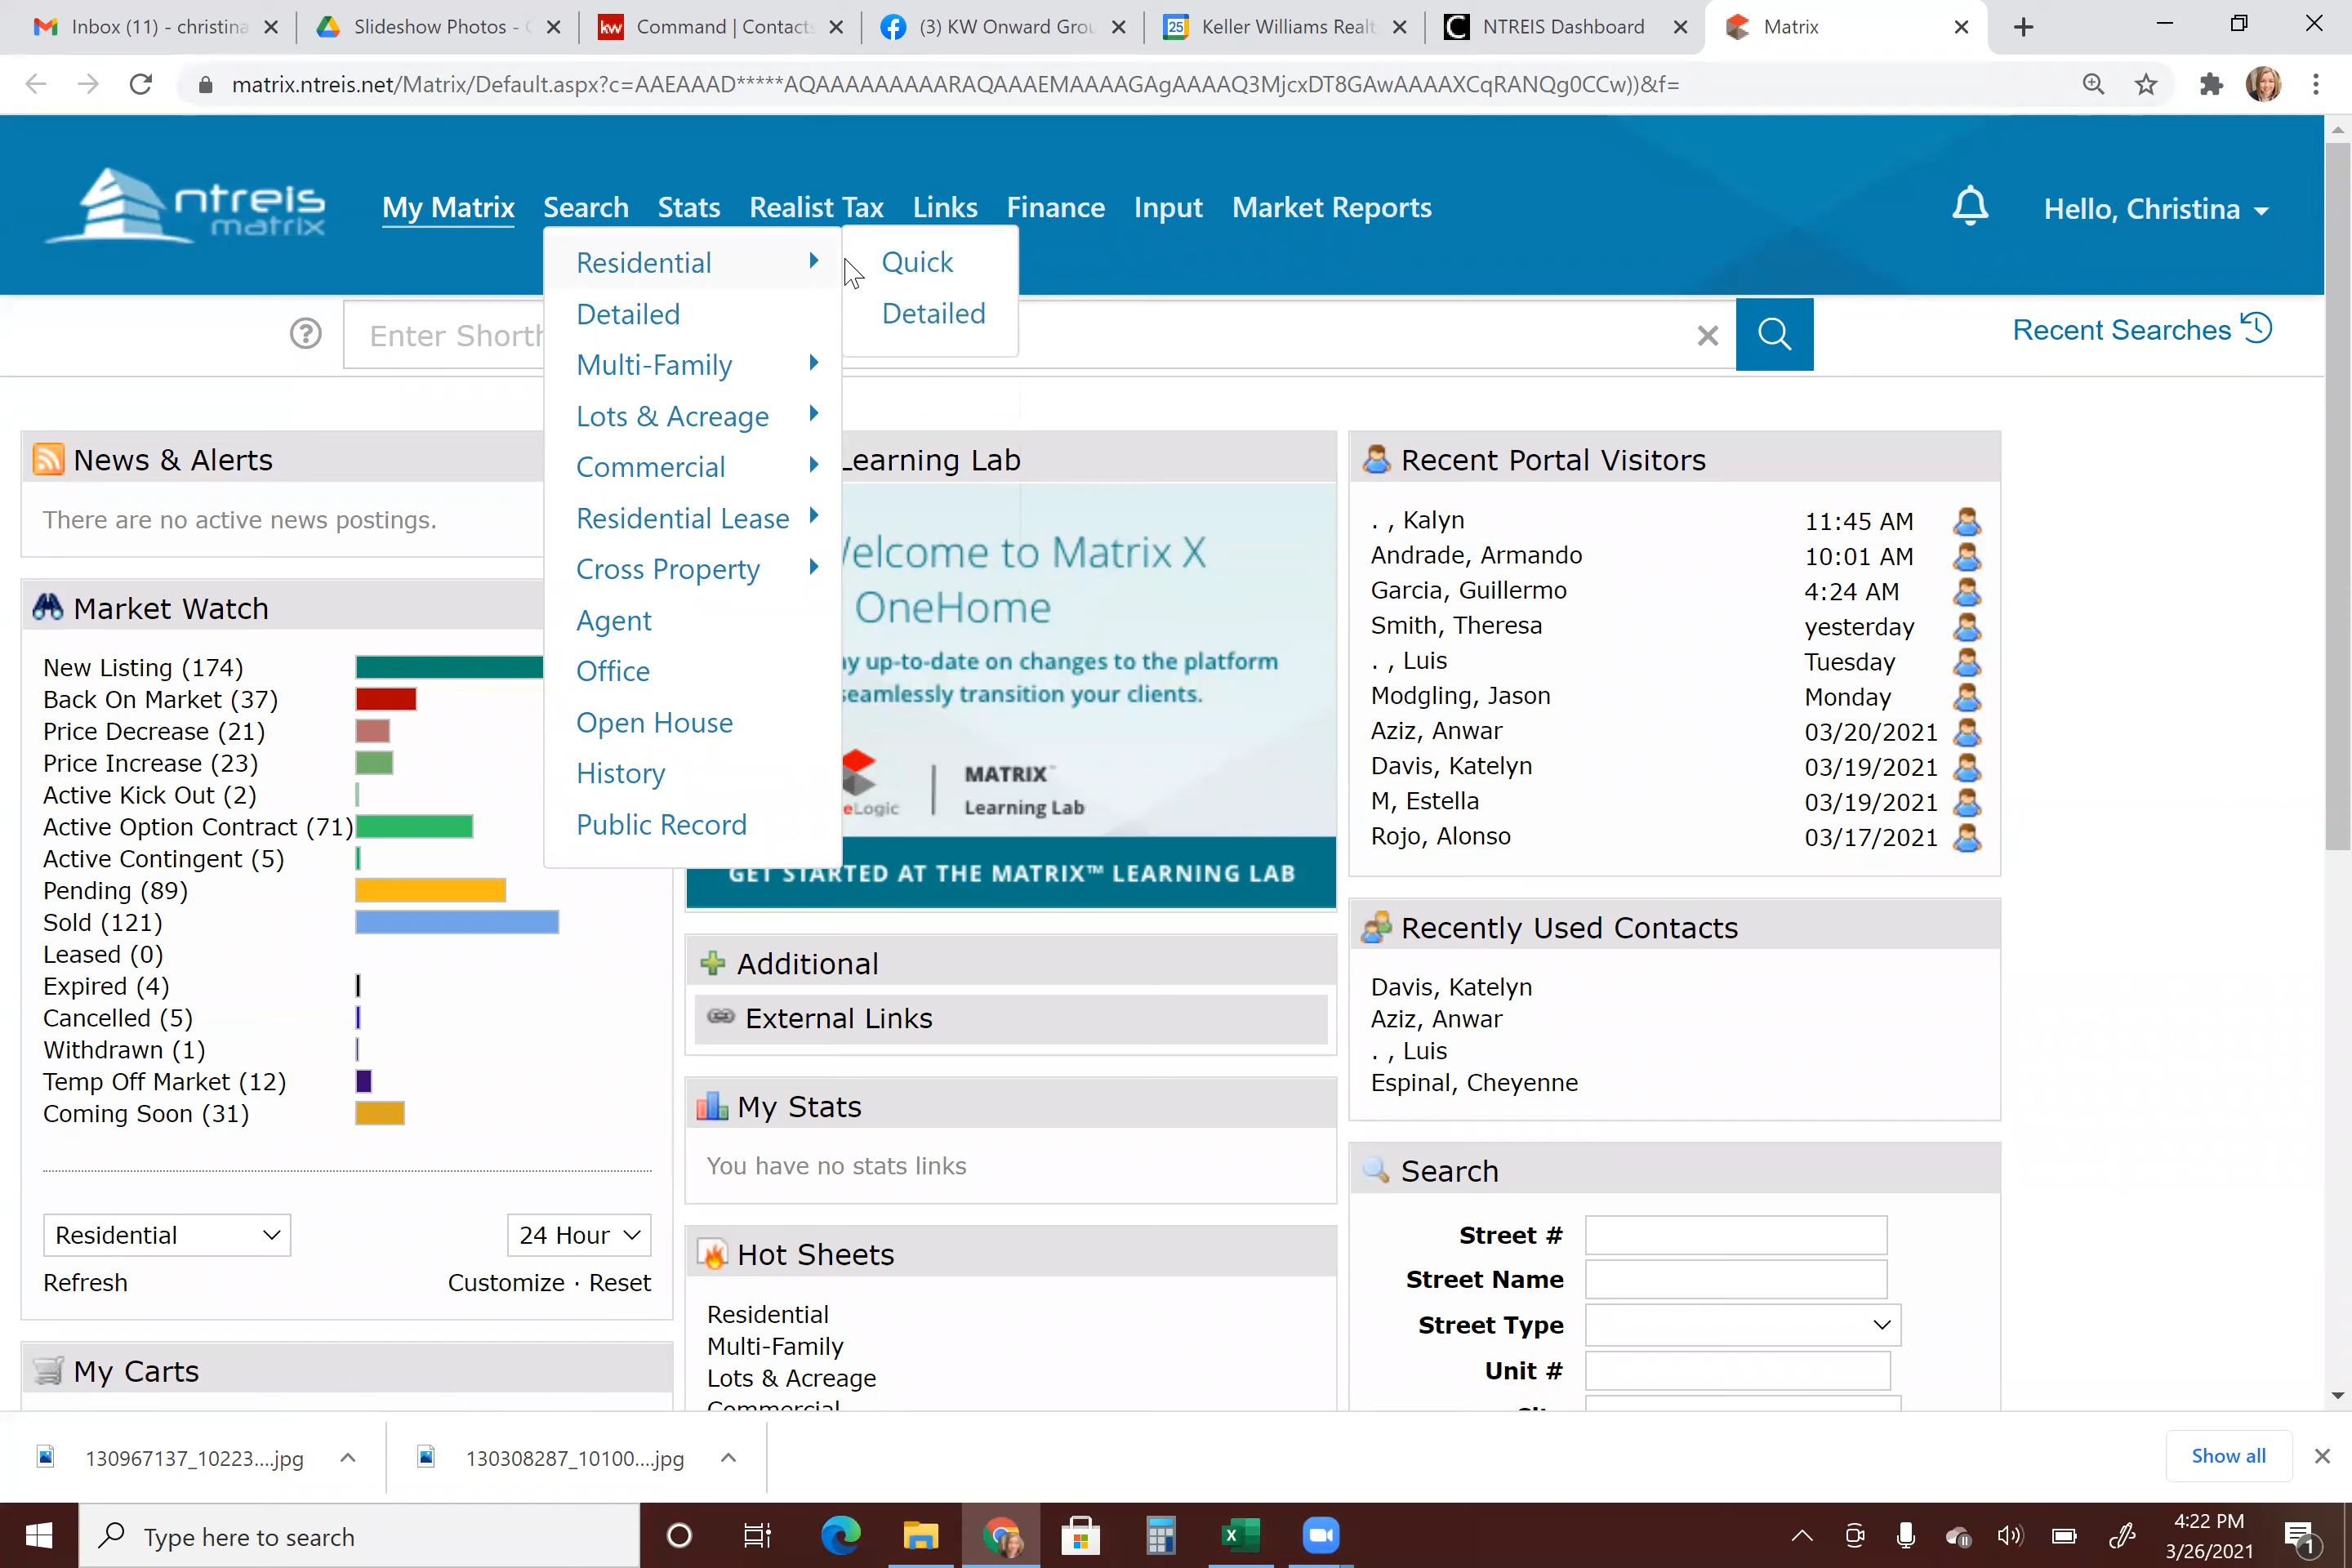 Inbox (11) - christina
Slideshow Photos -
Command | Contacts
(3) KW Onward Grou
Keller Williams Realt
NTREIS Dashboard
Matrix
matrix.ntreis.net/Matrix/Default.aspx?c=AAEAAAD*****AQAAAAAAAAARAQAAAEMAAAAGAgAAAAQ3MjcxDT8GAwAAAAXCqRANQg0CCw))&f=
ntreis
matrix
My Matrix
Search
Stats
Realist Tax
Links
Finance
Input
Market Reports
Hello, Christina
Residential
Detailed
Multi-Family
Lots & Acreage
Commercial
Residential Lease
Cross Property
Agent
Office
Open House
History
Public Record
Quick
Detailed
Enter Shorth
Recent Searches
News & Alerts
There are no active news postings.
Market Watch
New Listing (174)
Back On Market (37)
Price Decrease (21)
Price Increase (23)
Active Kick Out (2)
Active Option Contract (71)
Active Contingent (5)
Pending (89)
Sold (121)
Leased (0)
Expired (4)
Cancelled (5)
Withdrawn (1)
Temp Off Market (12)
Coming Soon (31)
Residential
24 Hour
Refresh
Customize · Reset
My Carts
Learning Lab
elcome to Matrix X
OneHome
ay up-to-date on changes to the platform
seamlessly transition your clients.
eLogic
MATRIX™
Learning Lab
GET STARTED AT THE MATRIX™ LEARNING LAB
Additional
External Links
My Stats
You have no stats links
Hot Sheets
Residential
Multi-Family
Lots & Acreage
Commercial
Recent Portal Visitors
. , Kalyn 11:45 AM
Andrade, Armando 10:01 AM
Garcia, Guillermo 4:24 AM
Smith, Theresa yesterday
. , Luis Tuesday
Modgling, Jason Monday
Aziz, Anwar 03/20/2021
Davis, Katelyn 03/19/2021
M, Estella 03/19/2021
Rojo, Alonso 03/17/2021
Recently Used Contacts
Davis, Katelyn
Aziz, Anwar
. , Luis
Espinal, Cheyenne
Search
Street #
Street Name
Street Type
Unit #
130967137_10223....jpg
130308287_10100....jpg
Show all
Type here to search
4:22 PM
3/26/2021
1